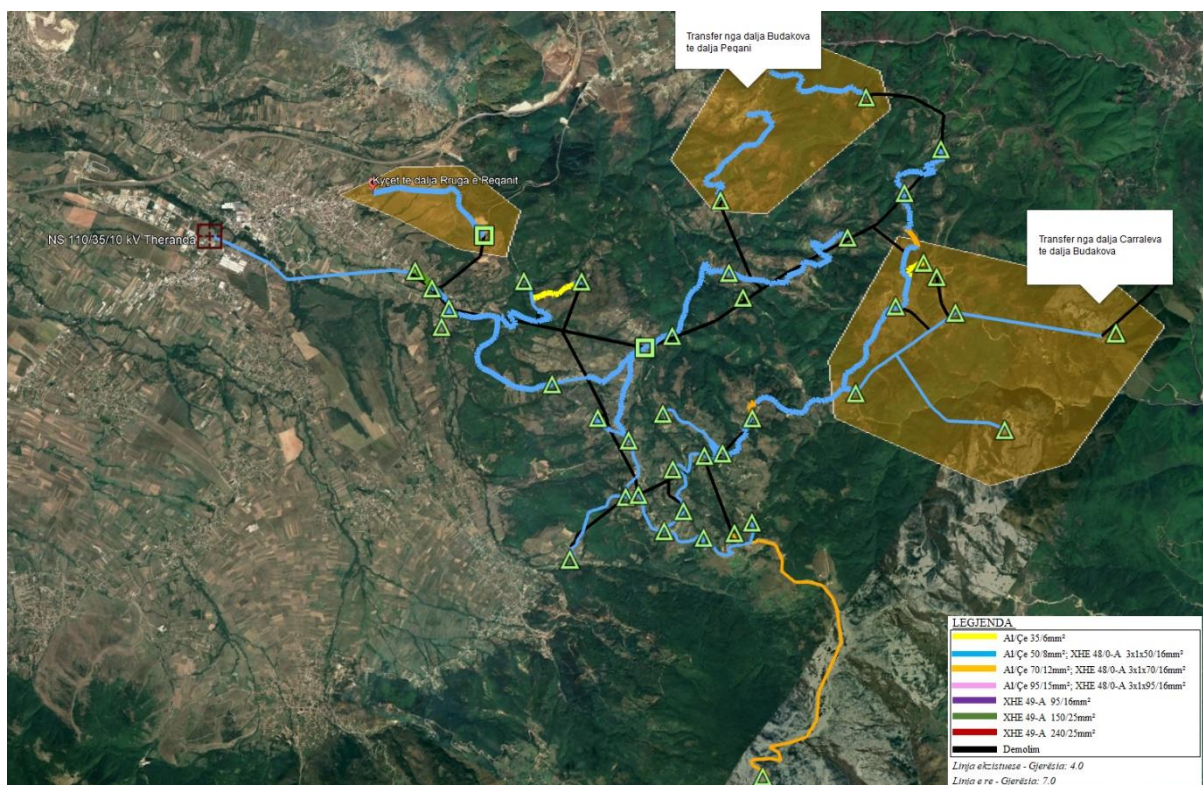 Transfer nga dalja Budakova
te dalja Peqani
Kyçet te dalja Rruga e Reqanit
NS 110/35/10 kV Theranda
Transfer nga dalja Carraleva
te dalja Budakova
LEGJENDA
Al/Çe 35/6mm²
Al/Çe 50/8mm²; XHE 48/0-A 3x1x50/16mm²
Al/Çe 70/12mm²; XHE 48/0-A 3x1x70/16mm²
Al/Çe 95/15mm²; XHE 48/0-A 3x1x95/16mm²
XHE 49-A 95/16mm²
XHE 49-A 150/25mm²
XHE 49-A 240/25mm²
Demolim
Linja ekzistuese - Gjerësia: 4.0
Linja e re - Gjerësia: 7.0